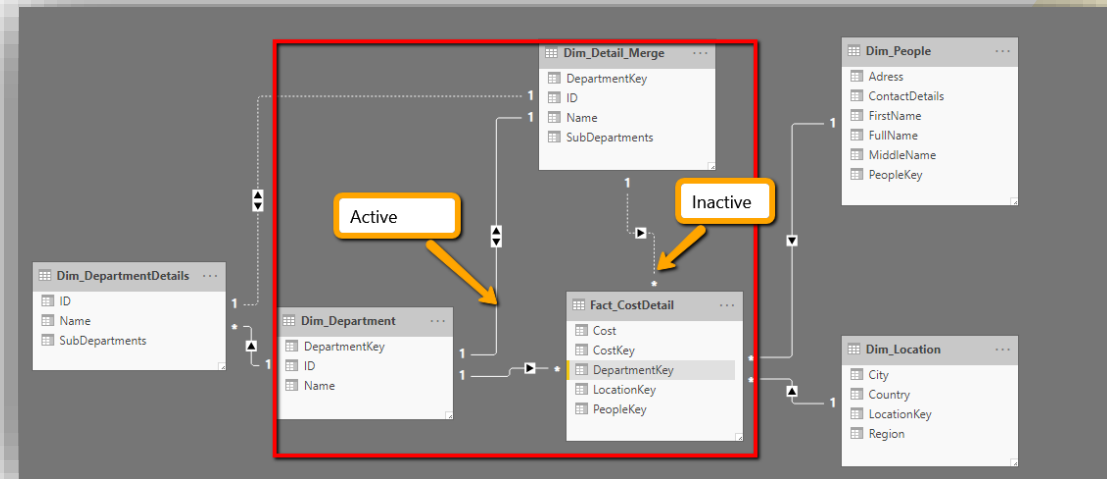 Dim_Detail_Merge ...
DepartmentKey
1 ID
1 Name
SubDepartments
1
Dim_People ...
Adress
ContactDetails
1 FirstName
FullName
MiddleName
PeopleKey
Active
Inactive
*
Dim_DepartmentDetails ...
ID 1
Name *
SubDepartments
Dim_Department ...
DepartmentKey 1
1 ID 1
Name
Fact_CostDetail ...
Cost
CostKey *
* DepartmentKey *
LocationKey
PeopleKey
Dim_Location ...
City
Country
1 LocationKey
Region